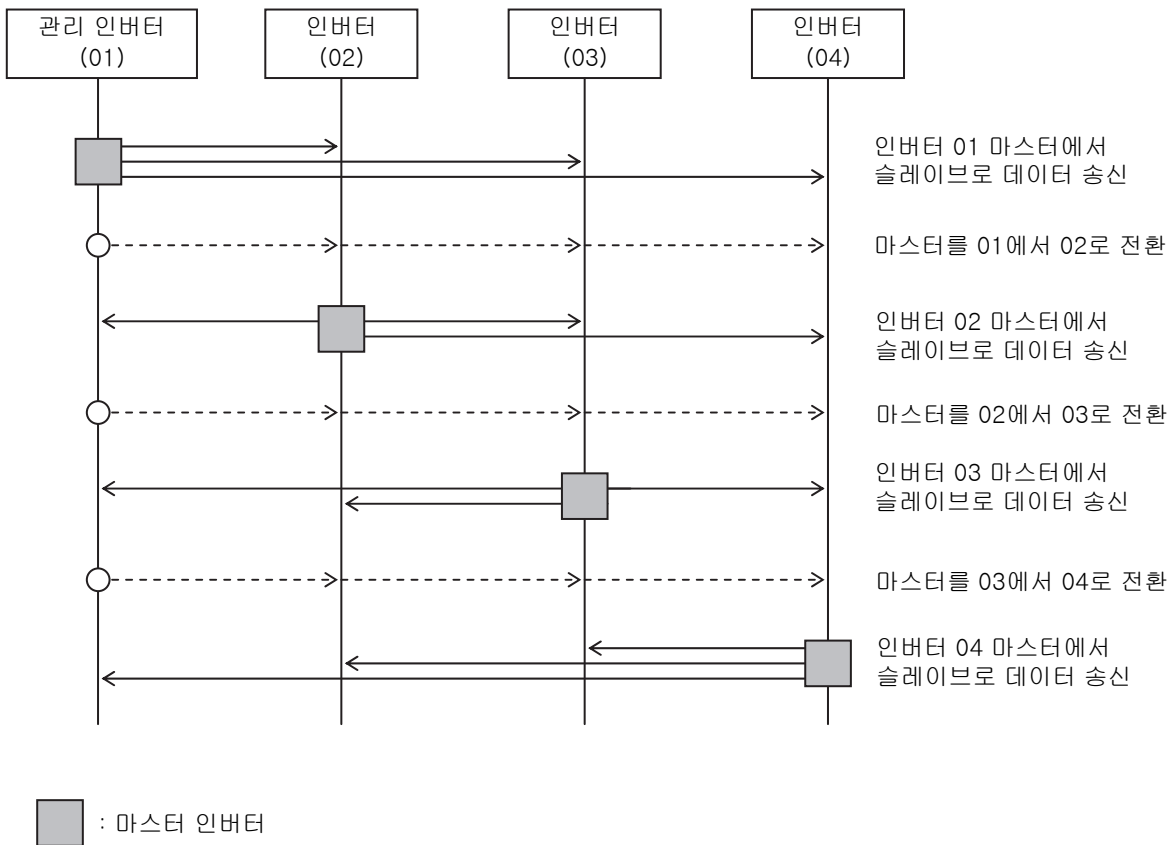 관리 인버터
(01)
인버터
(02)
인버터
(03)
인버터
(04)
인버터 01 마스터에서
슬레이브로 데이터 송신
마스터를 01에서 02로 전환
인버터 02 마스터에서
슬레이브로 데이터 송신
마스터를 02에서 03로 전환
인버터 03 마스터에서
슬레이브로 데이터 송신
마스터를 03에서 04로 전환
인버터 04 마스터에서
슬레이브로 데이터 송신
: 마스터 인버터